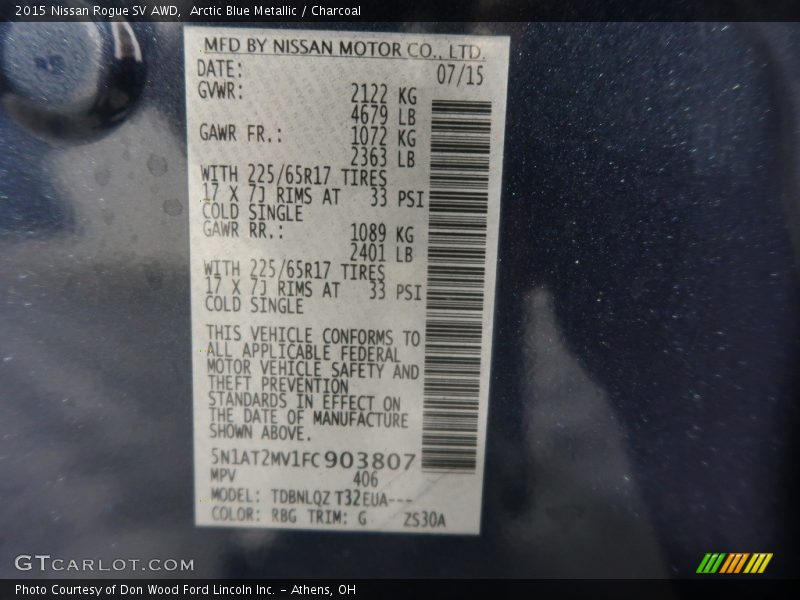 2015 Nissan Rogue SV AWD,  Arctic Blue Metallic / Charcoal
MFD BY NISSAN MOTOR CO., LTD.
DATE: 07/15
GVWR: 2122 KG
4679 LB
GAWR FR.: 1072 KG
2363 LB
WITH 225/65R17 TIRES
17 X 7J RIMS AT 33 PSI
COLD SINGLE
GAWR RR.: 1089 KG
2401 LB
WITH 225/65R17 TIRES
17 X 7J RIMS AT 33 PSI
COLD SINGLE
THIS VEHICLE CONFORMS TO
ALL APPLICABLE FEDERAL
MOTOR VEHICLE SAFETY AND
THEFT PREVENTION
STANDARDS IN EFFECT ON
THE DATE OF MANUFACTURE
SHOWN ABOVE.
5N1AT2MV1FC903807
MPV 406
MODEL: TDBNLQZ T32EUA---
COLOR: RBG TRIM: G ZS30A
GTCARLOT.COM
Photo Courtesy of Don Wood Ford Lincoln Inc. - Athens, OH